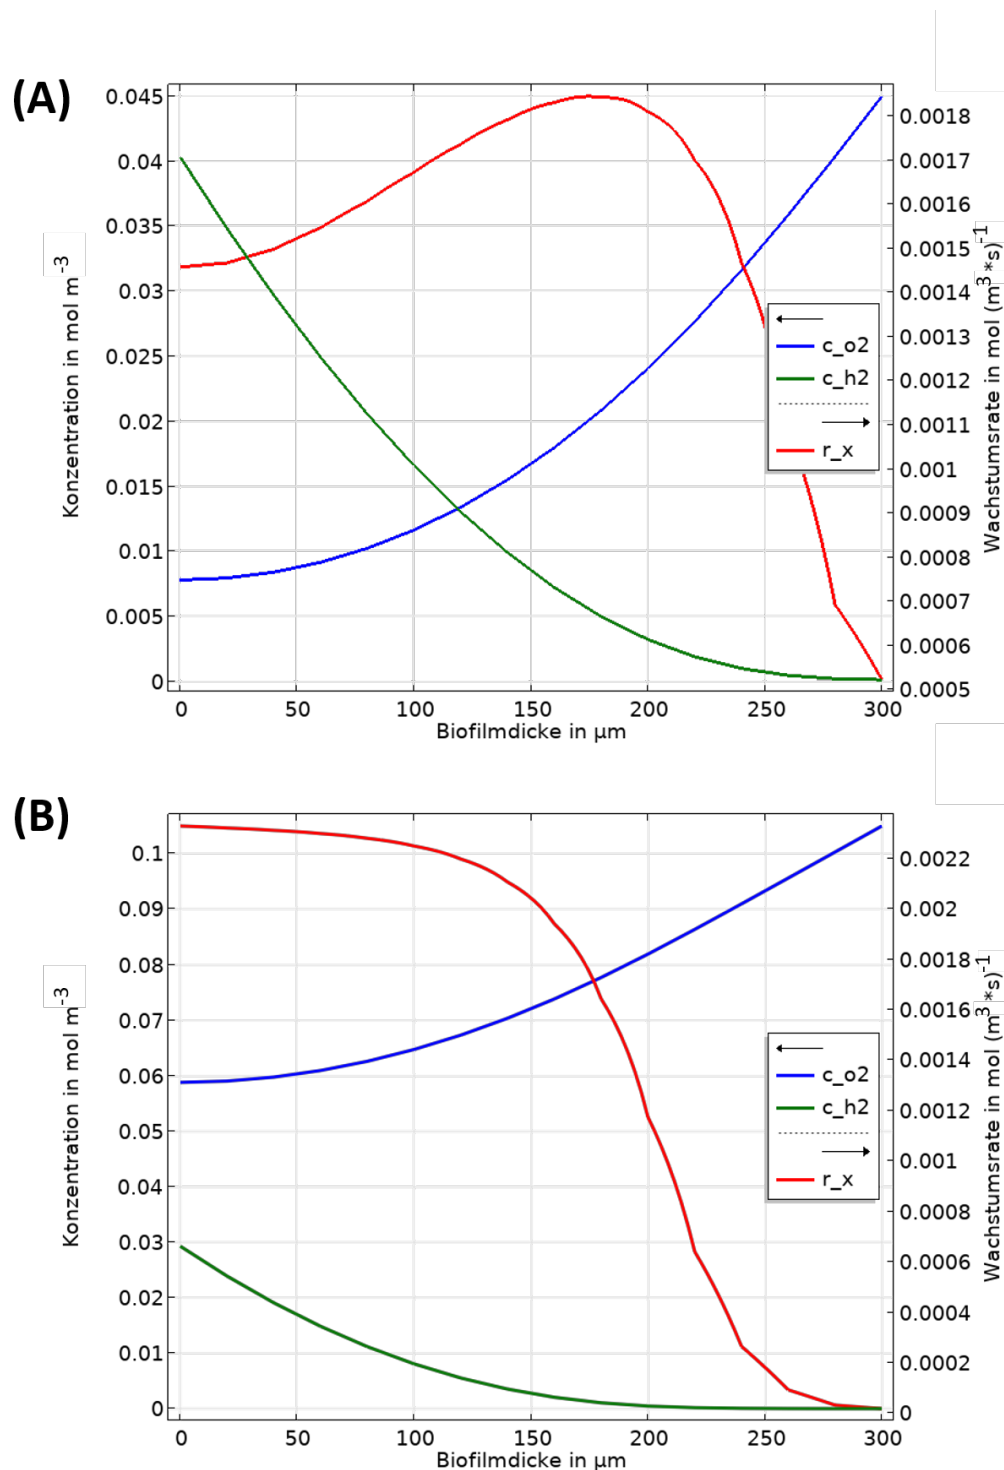 (A)
0.045
0.04
0.035
0.03
0.025
0.02
0.015
0.01
0.005
0
Konzentration in mol m-3
0.0018
0.0017
0.0016
0.0015
0.0014
0.0013
0.0012
0.0011
0.001
0.0009
0.0008
0.0007
0.0006
0.0005
Wachstumsrate in mol (m3*s)-1
c_o2
c_h2
r_x
0 50 100 150 200 250 300
Biofilmdicke in µm
(B)
0.1
0.09
0.08
0.07
0.06
0.05
0.04
0.03
0.02
0.01
0
Konzentration in mol m-3
0.0022
0.002
0.0018
0.0016
0.0014
0.0012
0.001
0.0008
0.0006
0.0004
0.0002
0
Wachstumsrate in mol (m3*s)-1
c_o2
c_h2
r_x
0 50 100 150 200 250 300
Biofilmdicke in µm